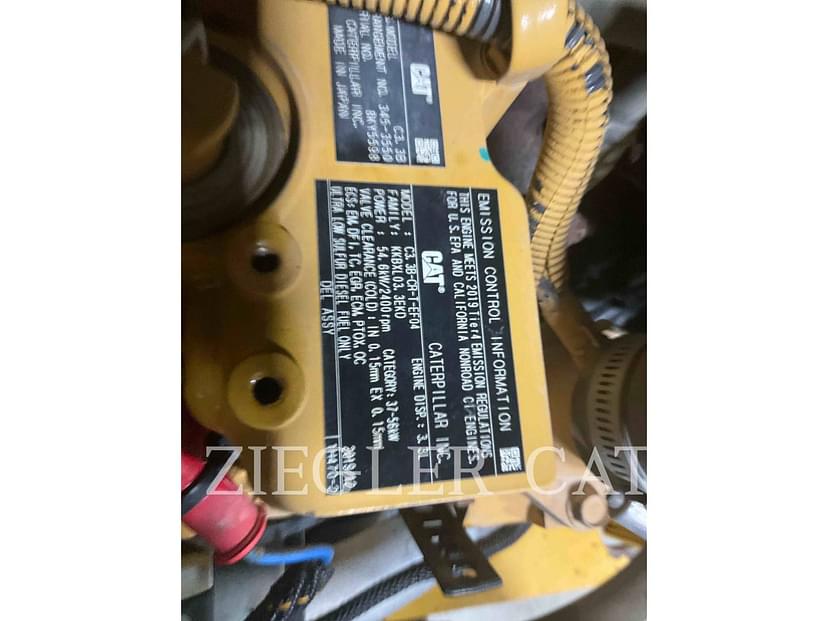 MODEL C3.3B
ARRANGEMENT NO. 345-3550
SERIAL NO. 8KY5598
CATERPILLAR INC.
MADE IN JAPAN
CAT
EMISSION CONTROL INFORMATION
THIS ENGINE MEETS 2019 Tier4 EMISSION REGULATIONS
FOR U.S.EPA AND CALIFORNIA NONROAD CI ENGINES.
CAT CATERPILLAR INC.
MODEL : C3.3B-CR-T-EF04 ENGINE DISP.: 3.3L
FAMILY: KKBXL03.3EKD
POWER : 54.6kW/2400rpm CATEGORY: 37-56kW
VALVE CLEARANCE (COLD): IN 0.15mm EX 0.15mm
ECS: EM, DFI, TC, EGR, ECM, PTOX, OC
ULTRA LOW SULFUR DIESEL FUEL ONLY
DEL ASSY
ZIEGLER CAT